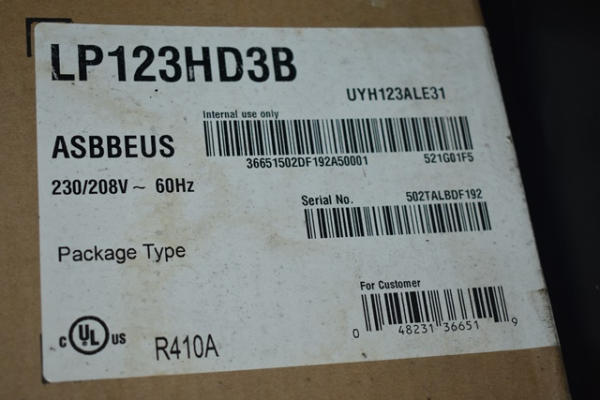 LP123HD3B
UYH123ALE31
Internal use only
ASBBEUS
36651502DF192A50001 521G01F5
230/208V ~ 60Hz
Serial No. 502TALBDF192
Package Type
For Customer
C UL US
R410A
0 48231 36651 9